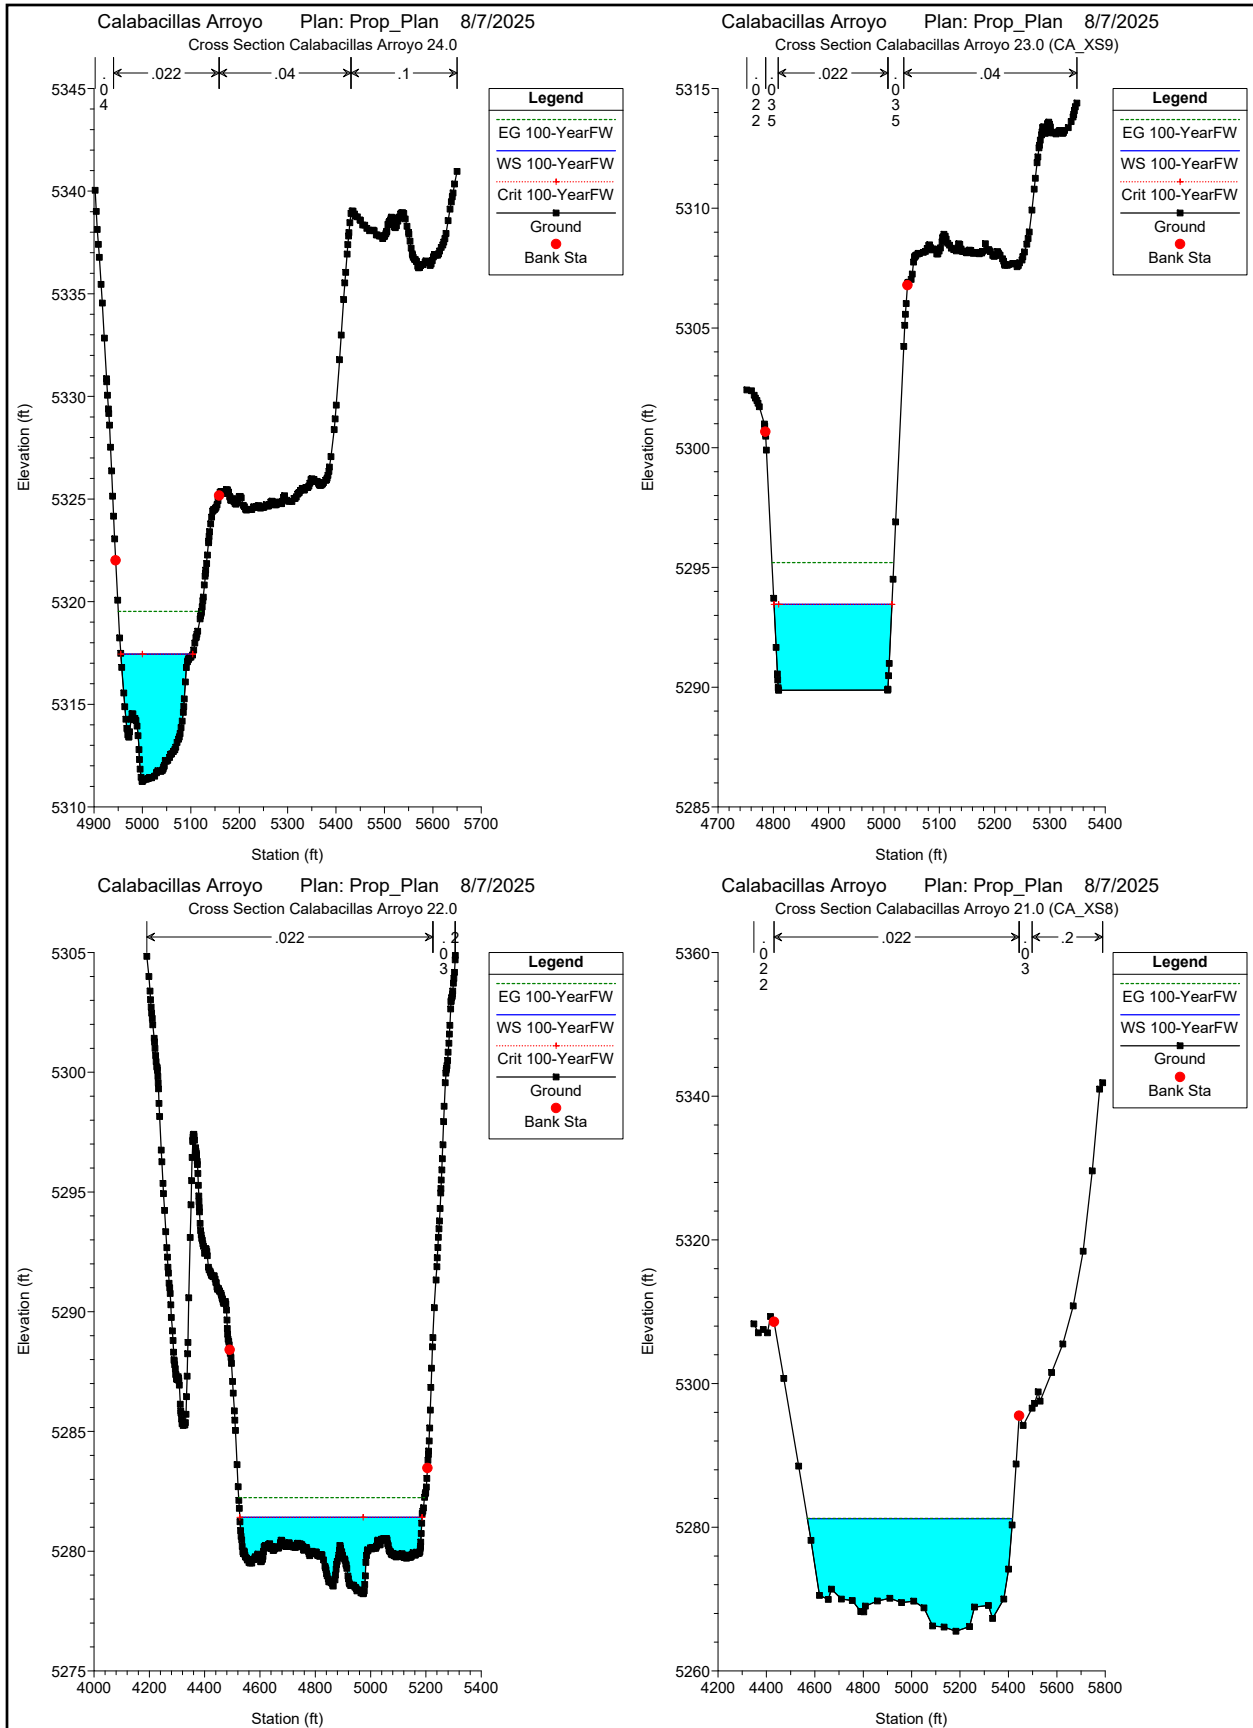 Calabacillas Arroyo Plan: Prop_Plan 8/7/2025
Cross Section Calabacillas Arroyo 24.0
.04 .022 .04 .1
5345
5340
5335
5330
5325
5320
5315
5310
Elevation (ft)
4900 5000 5100 5200 5300 5400 5500 5600 5700
Station (ft)
Legend
EG 100-YearFW
WS 100-YearFW
Crit 100-YearFW
Ground
Bank Sta
Calabacillas Arroyo Plan: Prop_Plan 8/7/2025
Cross Section Calabacillas Arroyo 23.0 (CA_XS9)
.022 .035 .022 .035 .04
5315
5310
5305
5300
5295
5290
5285
Elevation (ft)
4700 4800 4900 5000 5100 5200 5300 5400
Station (ft)
Legend
EG 100-YearFW
WS 100-YearFW
Crit 100-YearFW
Ground
Bank Sta
Calabacillas Arroyo Plan: Prop_Plan 8/7/2025
Cross Section Calabacillas Arroyo 22.0
.022 .03 .2
5305
5300
5295
5290
5285
5280
5275
Elevation (ft)
4000 4200 4400 4600 4800 5000 5200 5400
Station (ft)
Legend
EG 100-YearFW
WS 100-YearFW
Crit 100-YearFW
Ground
Bank Sta
Calabacillas Arroyo Plan: Prop_Plan 8/7/2025
Cross Section Calabacillas Arroyo 21.0 (CA_XS8)
.022 .022 .03 .2
5360
5340
5320
5300
5280
5260
Elevation (ft)
4200 4400 4600 4800 5000 5200 5400 5600 5800
Station (ft)
Legend
EG 100-YearFW
WS 100-YearFW
Ground
Bank Sta